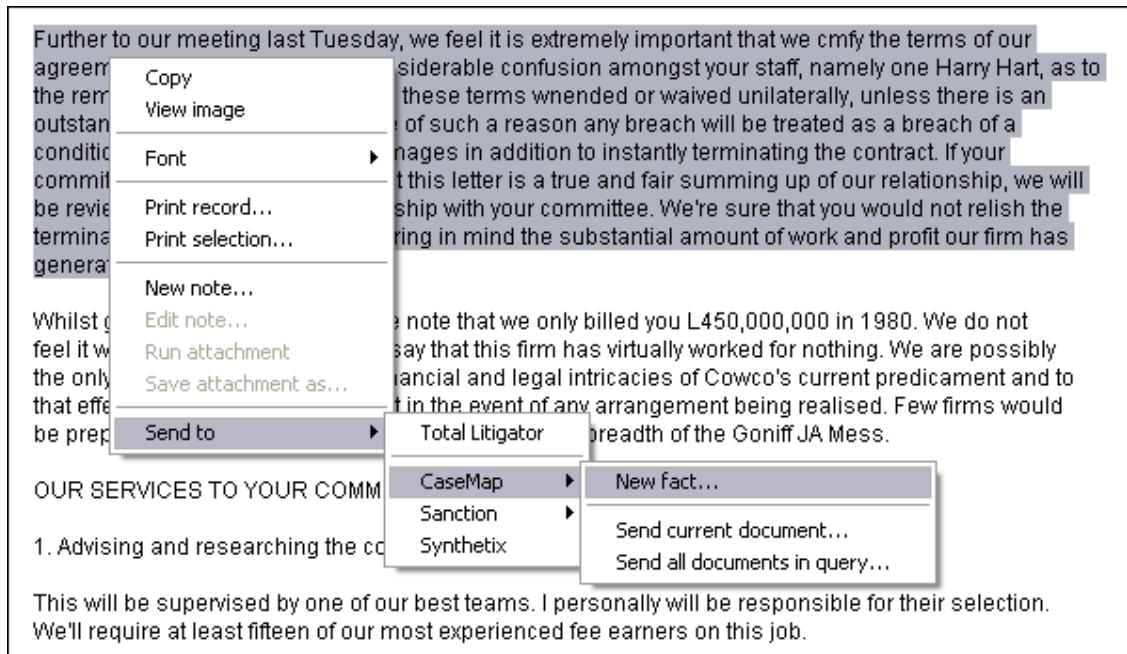 Further to our meeting last Tuesday, we feel it is extremely important that we cmfy the terms of our
agreem siderable confusion amongst your staff, namely one Harry Hart, as to
the rem these terms wnended or waived unilaterally, unless there is an
outstan of such a reason any breach will be treated as a breach of a
conditio nages in addition to instantly terminating the contract. If your
commit t this letter is a true and fair summing up of our relationship, we will
be revie ship with your committee. We're sure that you would not relish the
termina ring in mind the substantial amount of work and profit our firm has
genera
Whilst g note that we only billed you L450,000,000 in 1980. We do not
feel it w say that this firm has virtually worked for nothing. We are possibly
the only ancial and legal intricacies of Cowco's current predicament and to
that effe t in the event of any arrangement being realised. Few firms would
be prep breadth of the Goniff JA Mess.
OUR SERVICES TO YOUR COMM
1. Advising and researching the co
This will be supervised by one of our best teams. I personally will be responsible for their selection.
We'll require at least fifteen of our most experienced fee earners on this job.
Copy
View image
Font
Print record...
Print selection...
New note...
Edit note...
Run attachment
Save attachment as...
Send to
Total Litigator
CaseMap
Sanction
Synthetix
New fact...
Send current document...
Send all documents in query...